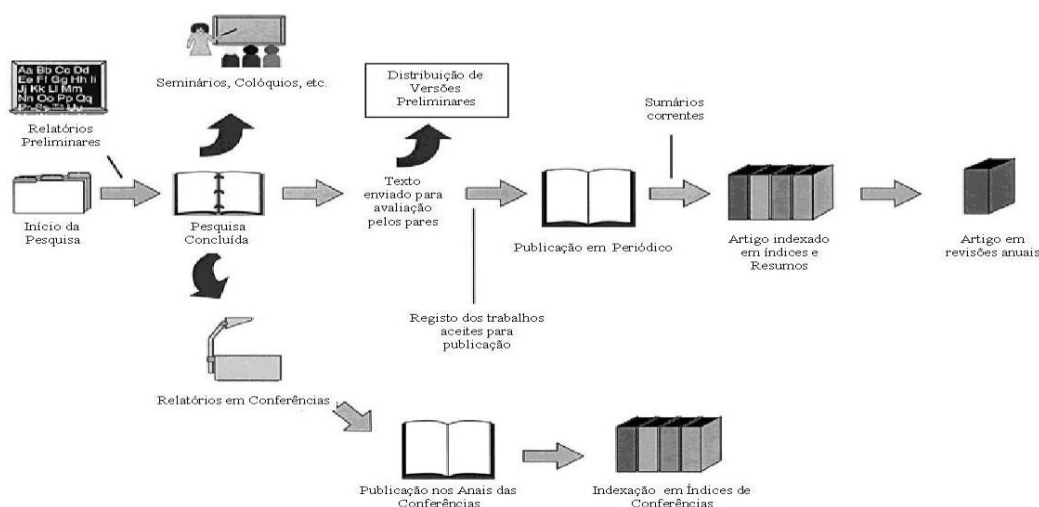 Aa Bb Cc Dd
Ee Ff Gg Hh Ii
Jj Kk Ll Mm
Nn Oo Pp Qq
Seminários, Colóquios, etc.
Relatórios
Preliminares
Distribuição de
Versões
Preliminares
Sumários
correntes
Início da
Pesquisa
Pesquisa
Concluída
Texto
enviado para
avaliação
pelos pares
Publicação em Periódico
Artigo indexado
em índices e
Resumos
Artigo em
revisões anuais
Registo dos trabalhos
aceites para
publicação
Relatórios em Conferências
Publicação nos Anais das
Conferências
Indexação em Índices de
Conferências